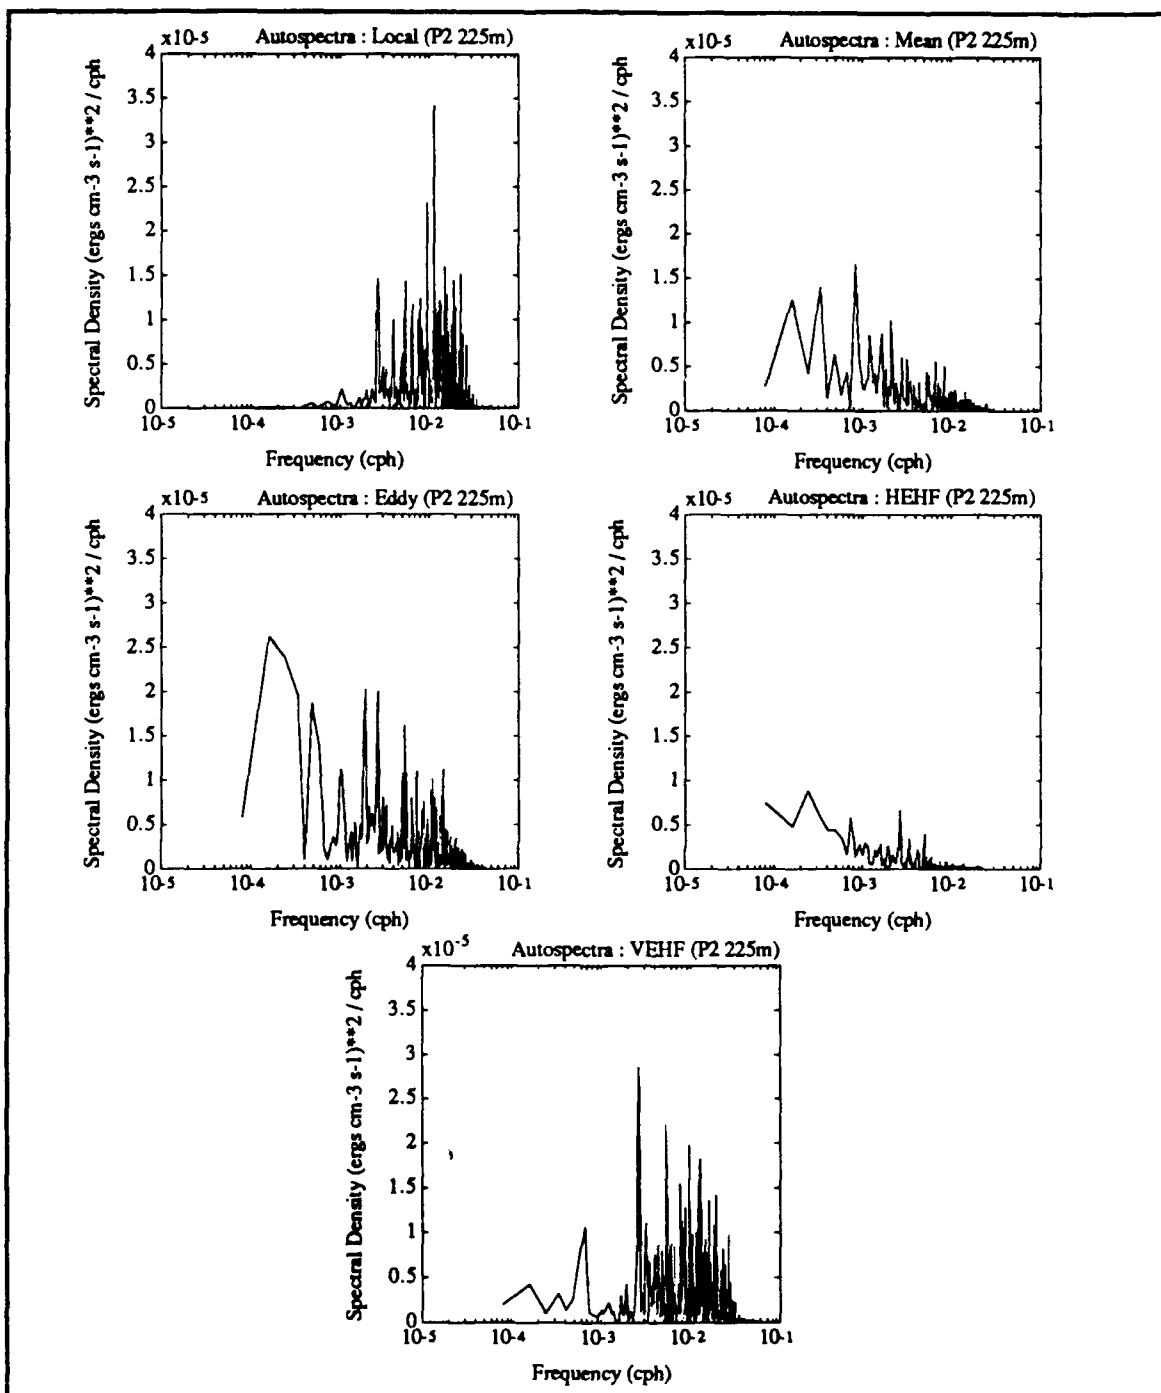 x10-5 Autospectra : Local (P2 225m)
4
3.5
3
2.5
2
1.5
1
0.5
0
10-5 10-4 10-3 10-2 10-1
Spectral Density (ergs cm-3 s-1)**2 / cph
Frequency (cph)
x10-5 Autospectra : Mean (P2 225m)
4
3.5
3
2.5
2
1.5
1
0.5
0
10-5 10-4 10-3 10-2 10-1
Spectral Density (ergs cm-3 s-1)**2 / cph
Frequency (cph)
x10-5 Autospectra : Eddy (P2 225m)
4
3.5
3
2.5
2
1.5
1
0.5
0
10-5 10-4 10-3 10-2 10-1
Spectral Density (ergs cm-3 s-1)**2 / cph
Frequency (cph)
x10-5 Autospectra : HEHF (P2 225m)
4
3.5
3
2.5
2
1.5
1
0.5
0
10-5 10-4 10-3 10-2 10-1
Spectral Density (ergs cm-3 s-1)**2 / cph
Frequency (cph)
x10-5 Autospectra : VEHF (P2 225m)
4
3.5
3
2.5
2
1.5
1
0.5
0
10-5 10-4 10-3 10-2 10-1
Spectral Density (ergs cm-3 s-1)**2 / cph
Frequency (cph)